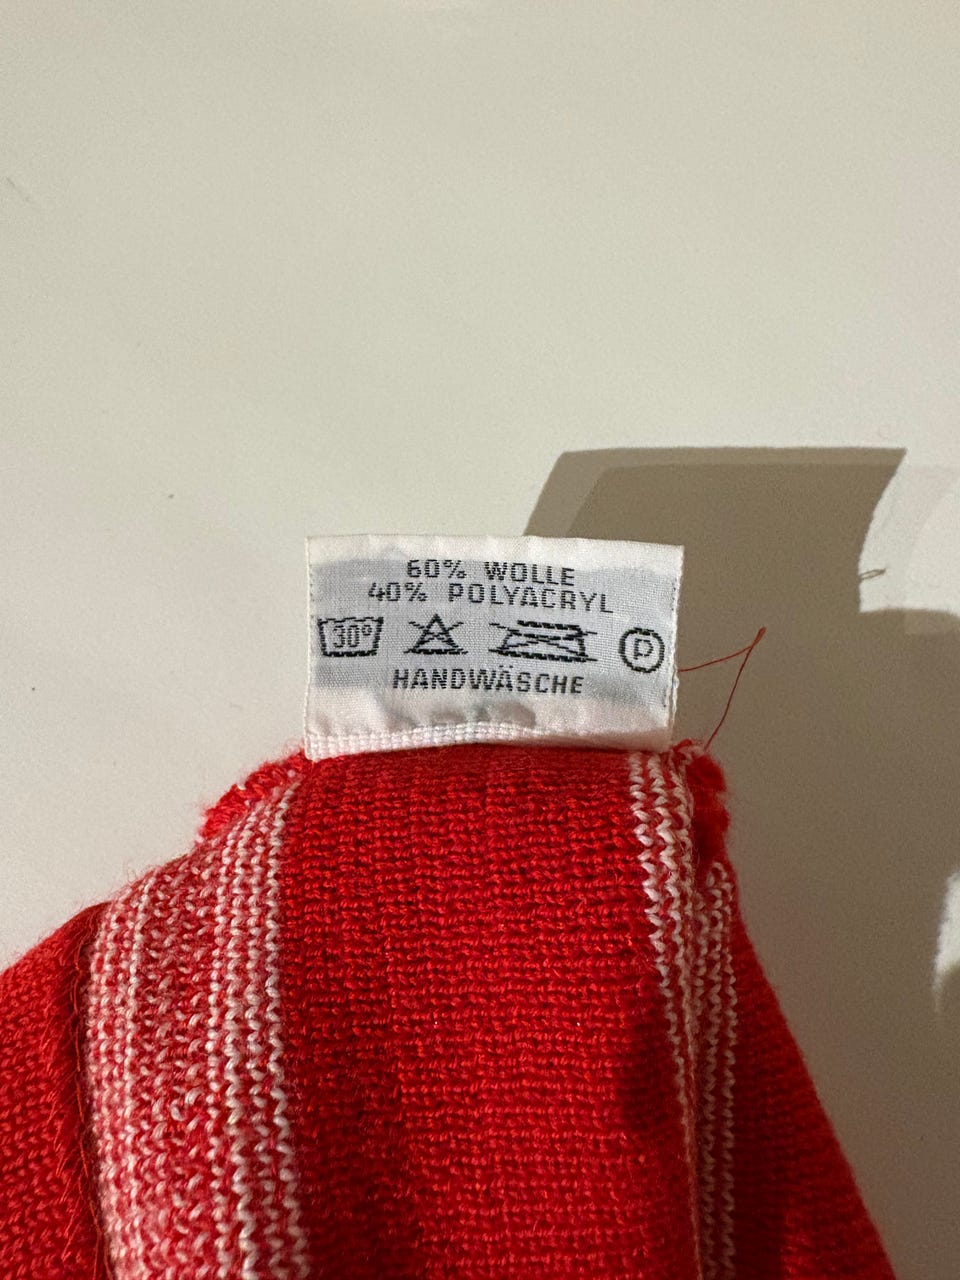 60% WOLLE
40% POLYACRYL
30° P
HANDWÄSCHE